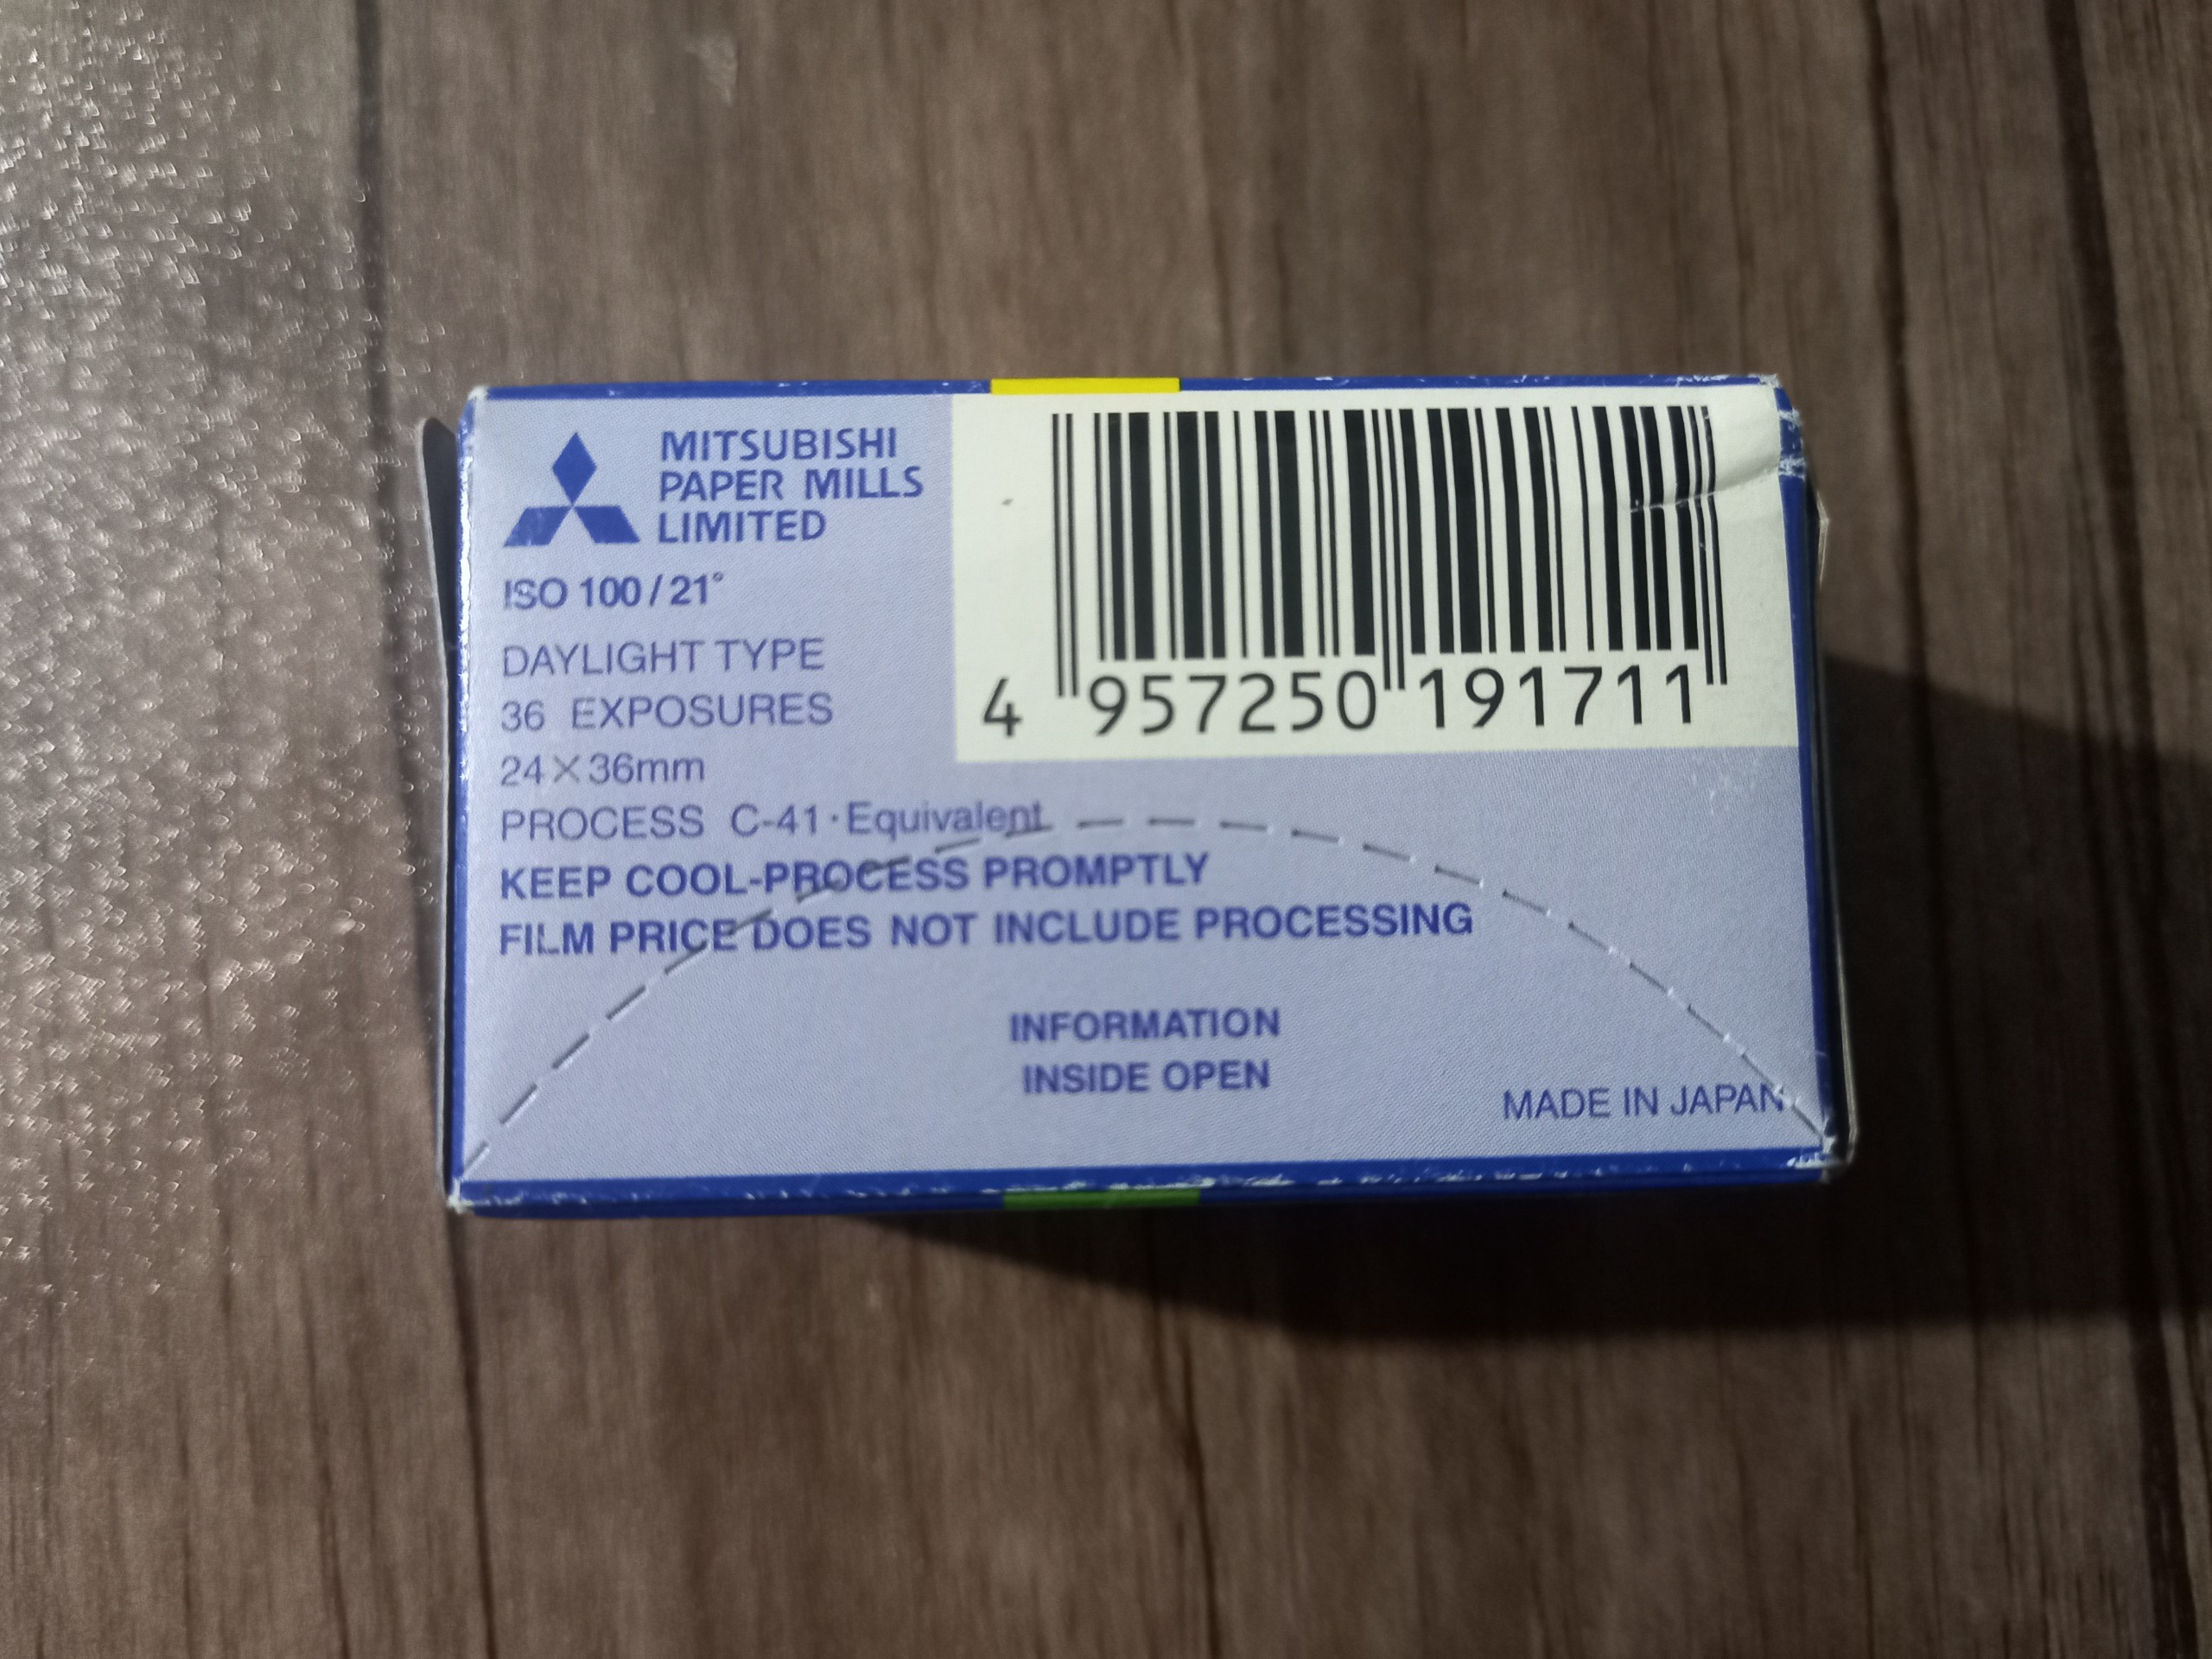 MITSUBISHI
PAPER MILLS
LIMITED
ISO 100/21°
DAYLIGHT TYPE
36 EXPOSURES
24×36mm
PROCESS C-41·Equivalent
KEEP COOL-PROCESS PROMPTLY
FILM PRICE DOES NOT INCLUDE PROCESSING
INFORMATION
INSIDE OPEN
MADE IN JAPAN
4 957250 191711